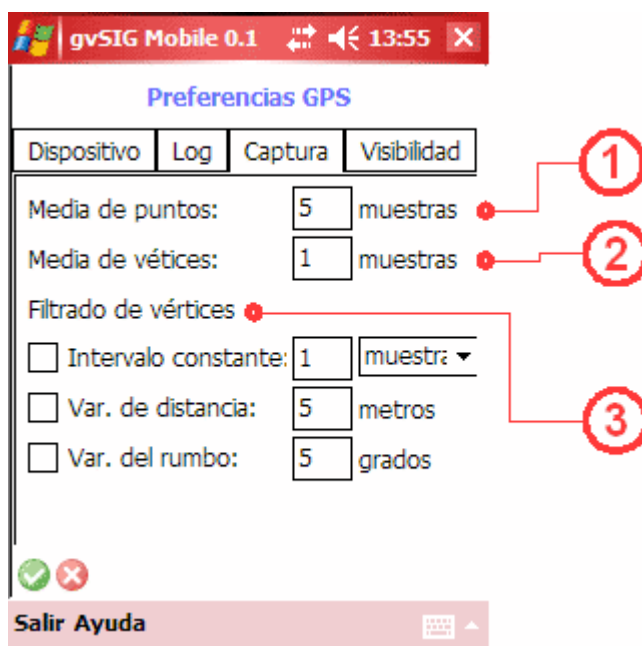 gvSIG Mobile 0.1 13:55
Preferencias GPS
Dispositivo Log Captura Visibilidad
Media de puntos: 5 muestras
1
Media de vétices: 1 muestras
2
Filtrado de vértices
Intervalo constante: 1 muestra
Var. de distancia: 5 metros
3
Var. del rumbo: 5 grados
Salir Ayuda